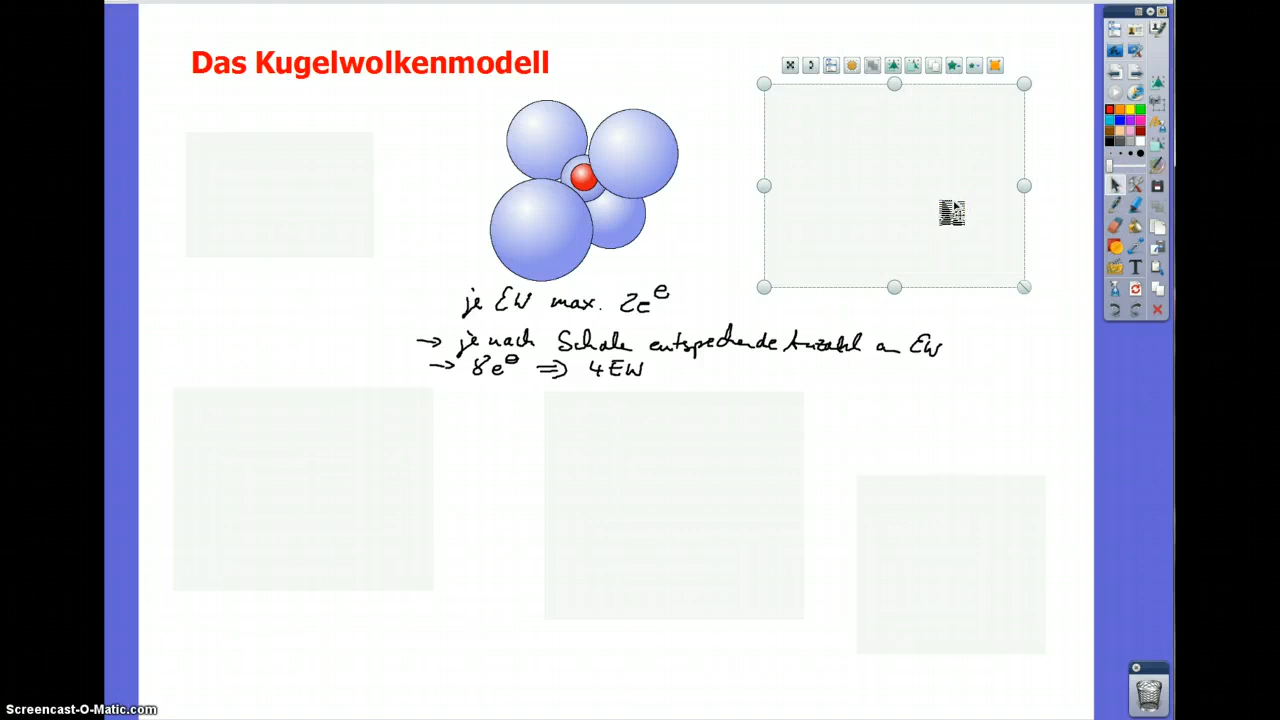 Das Kugelwolkenmodell
je EW max. 2e⊖
→ je nach Schale entsprechende Anzahl an EW
→ 8e⊖ ⇒ 4EW
T
Screencast-O-Matic.com